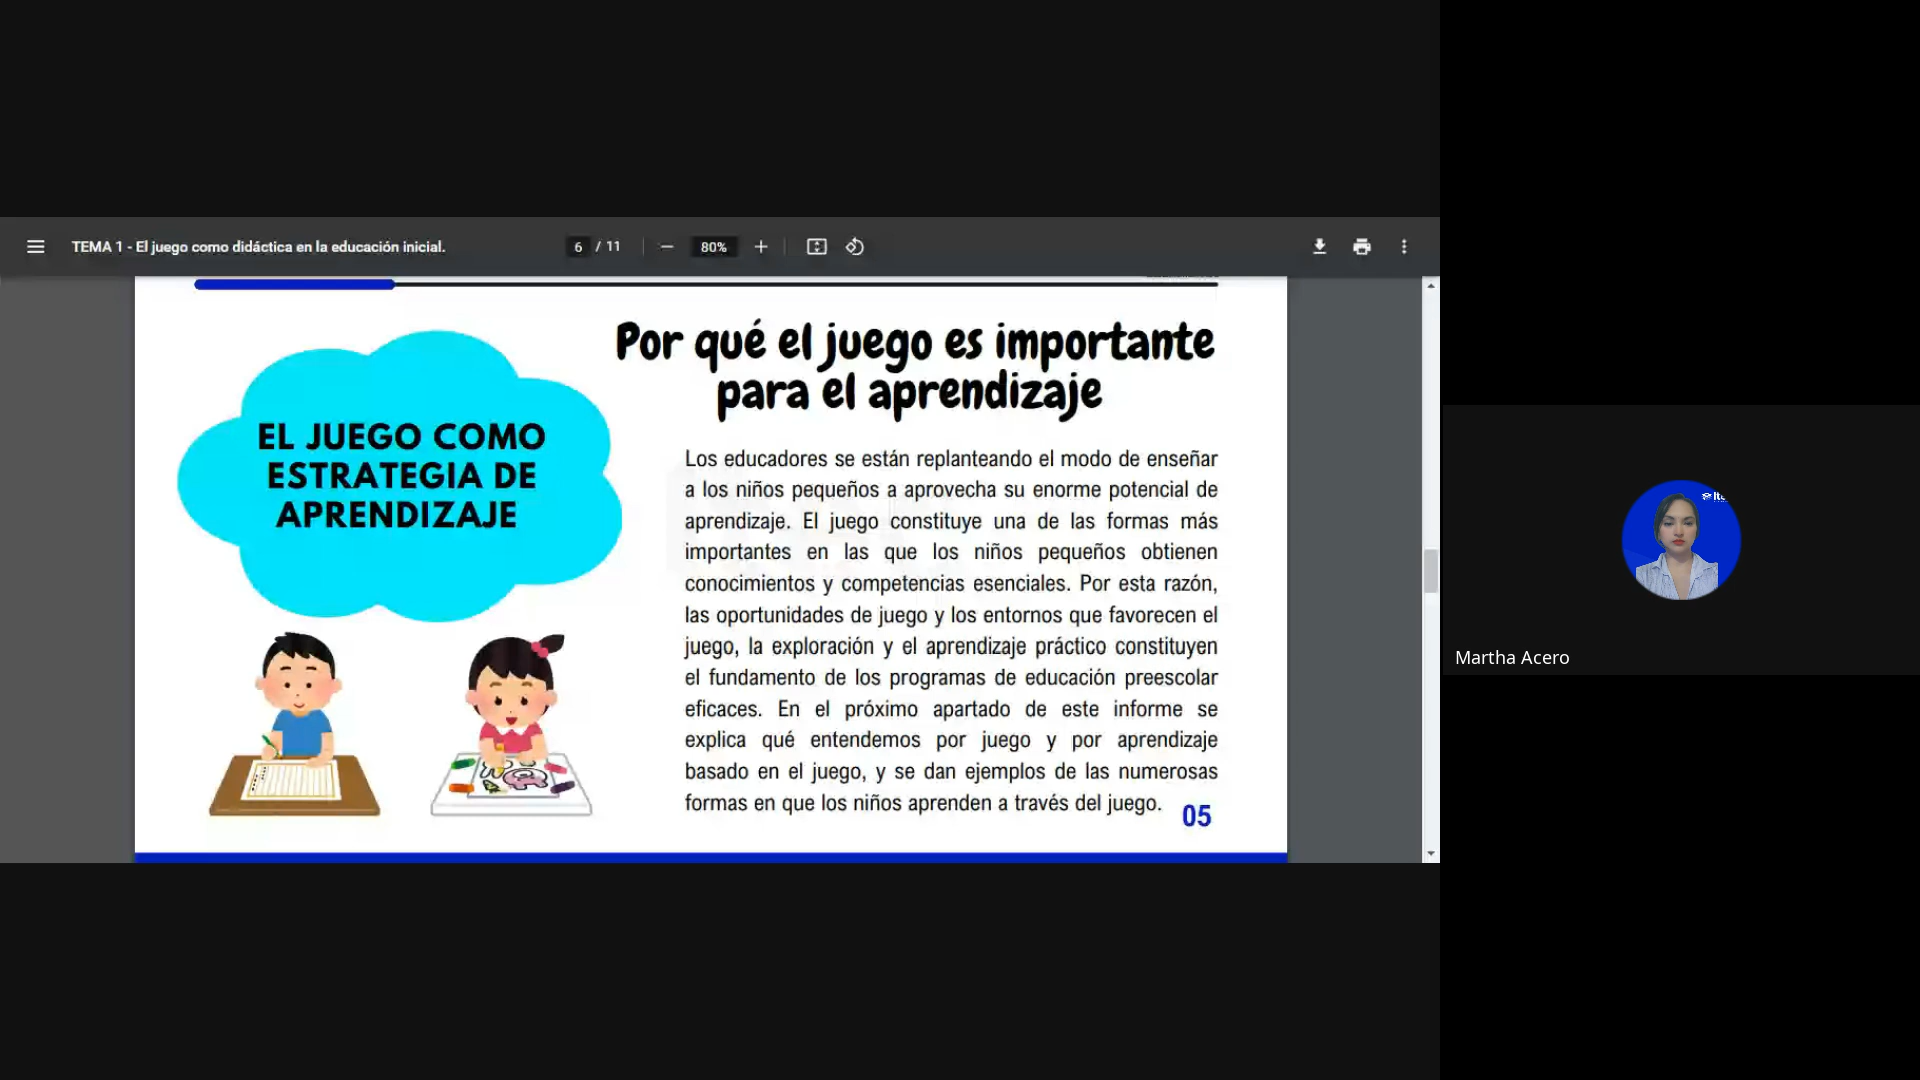 TEMA 1 - El juego como didáctica en la educación inicial.
6 / 11
80%
Por qué el juego es importante
para el aprendizaje
EL JUEGO COMO
ESTRATEGIA DE
APRENDIZAJE
Los educadores se están replanteando el modo de enseñar
a los niños pequeños a aprovecha su enorme potencial de
aprendizaje. El juego constituye una de las formas más
importantes en las que los niños pequeños obtienen
conocimientos y competencias esenciales. Por esta razón,
las oportunidades de juego y los entornos que favorecen el
juego, la exploración y el aprendizaje práctico constituyen
el fundamento de los programas de educación preescolar
eficaces. En el próximo apartado de este informe se
explica qué entendemos por juego y por aprendizaje
basado en el juego, y se dan ejemplos de las numerosas
formas en que los niños aprenden a través del juego.
05
Martha Acero